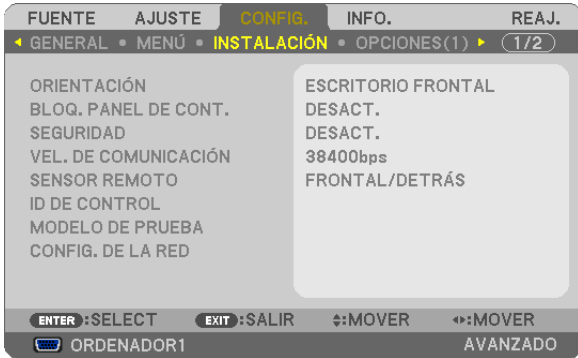 FUENTE AJUSTE CONFIG. INFO. REAJ.
GENERAL • MENÚ • INSTALACIÓN • OPCIONES(1) 1/2
ORIENTACIÓN ESCRITORIO FRONTAL
BLOQ. PANEL DE CONT. DESACT.
SEGURIDAD DESACT.
VEL. DE COMUNICACIÓN 38400bps
SENSOR REMOTO FRONTAL/DETRÁS
ID DE CONTROL
MODELO DE PRUEBA
CONFIG. DE LA RED
ENTER :SELECT EXIT :SALIR :MOVER :MOVER
ORDENADOR1 AVANZADO